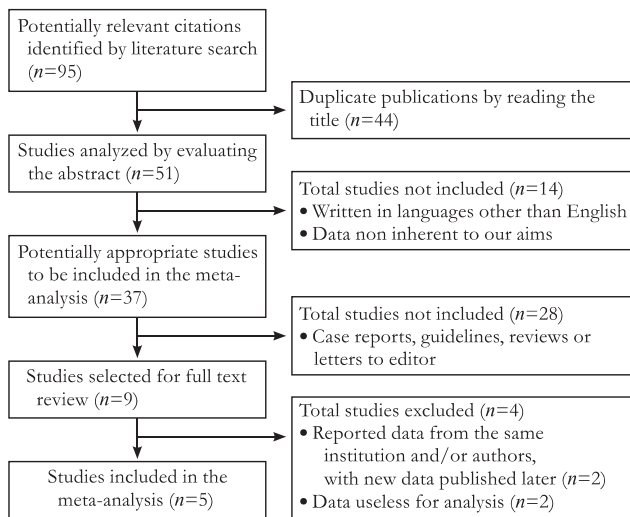 Potentially relevant citations
identified by literature search
(n=95)
Duplicate publications by reading the
title (n=44)
Studies analyzed by evaluating
the abstract (n=51)
Total studies not included (n=14)
• Written in languages other than English
• Data non inherent to our aims
Potentially appropriate studies
to be included in the meta-
analysis (n=37)
Total studies not included (n=28)
• Case reports, guidelines, reviews or
letters to editor
Studies selected for full text
review (n=9)
Total studies excluded (n=4)
• Reported data from the same
institution and/or authors,
with new data published later (n=2)
• Data useless for analysis (n=2)
Studies included in the
meta-analysis (n=5)